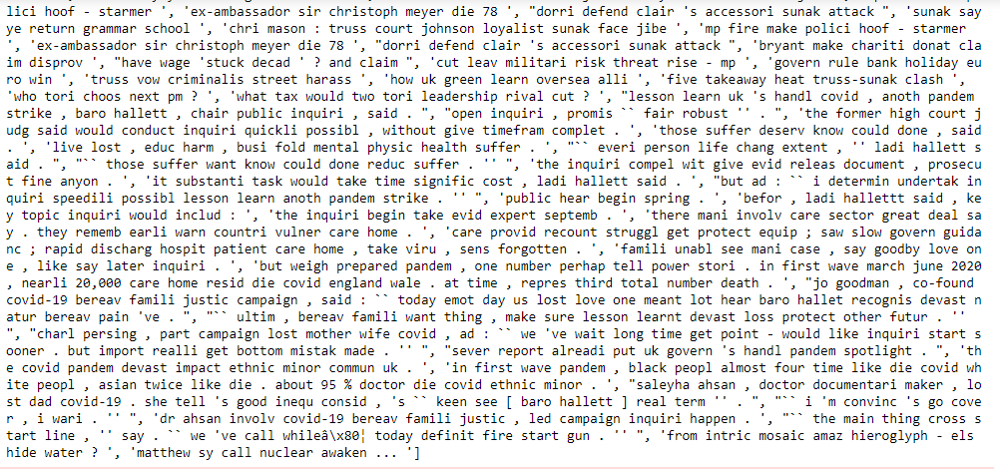 lici hoof - starmer ', 'ex-ambassador sir christoph meyer die 78 ', "dorri defend clair 's accessori sunak attack ", 'sunak say
ye return grammar school ', 'chri mason : truss court johnson loyalist sunak face jibe ', 'mp fire make polici hoof - starmer
', 'ex-ambassador sir christoph meyer die 78 ', "dorri defend clair 's accessori sunak attack ", 'bryant make chariti donat cla
im disprov ', "have wage 'stuck decad ' ? and claim ", 'cut leav militari risk threat rise - mp ', 'govern rule bank holiday eu
ro win ', 'truss vow criminalis street harass ', 'how uk green learn oversea alli ', 'five takeaway heat truss-sunak clash ',
'who tori choos next pm ? ', 'what tax would two tori leadership rival cut ? ', "lesson learn uk 's handl covid , anoth pandem
strike , baro hallett , chair public inquiri , said . ", "open inquiri , promis `` fair robust '' . ", 'the former high court j
udg said would conduct inquiri quickli possibl , without give timefram complet . ', 'those suffer deserv know could done , said
. ', 'live lost , educ harm , busi fold mental physic health suffer . ', "`` everi person life chang extent , '' ladi hallett s
aid . ", "`` those suffer want know could done reduc suffer . '' ", 'the inquiri compel wit give evid releas document , prosecu
t fine anyon . ', 'it substanti task would take time signific cost , ladi hallett said . ', "but ad : `` i determin undertak in
quiri speedili possibl lesson learn anoth pandem strike . '' ", 'public hear begin spring . ', 'befor , ladi hallettt said , ke
y topic inquiri would includ : ', 'the inquiri begin take evid expert septemb . ', 'there mani involv care sector great deal sa
y . they rememb earli warn countri vulner care home . ', 'care provid recount struggl get protect equip ; saw slow govern guida
nc ; rapid discharg hospit patient care home , take viru , sens forgotten . ', 'famili unabl see mani case , say goodby love on
e , like say later inquiri . ', 'but weigh prepared pandem , one number perhap tell power stori . in first wave march june 2020
, nearli 20,000 care home resid die covid england wale . at time , repres third total number death . ', "jo goodman , co-found
covid-19 bereav famili justic campaign , said : `` today emot day us lost love one meant lot hear baro hallet recognis devast n
atur bereav pain 've . ", "`` ultim , bereav famili want thing , make sure lesson learnt devast loss protect other futur . ''
", "charl persing , part campaign lost mother wife covid , ad : `` we 've wait long time get point - would like inquiri start s
ooner . but import realli get bottom mistak made . '' ", "sever report alreadi put uk govern 's handl pandem spotlight . ", 'th
e covid pandem devast impact ethnic minor commun uk . ', 'in first wave pandem , black peopl almost four time like die covid wh
ite peopl , asian twice like die . about 95 % doctor die covid ethnic minor . ', "saleyha ahsan , doctor documentari maker , lo
st dad covid-19 . she tell 's good inequ consid , 's `` keen see [ baro hallett ] real term '' . ", "`` i 'm convinc 's go cove
r , i wari . '' ", 'dr ahsan involv covid-19 bereav famili justic , led campaign inquiri happen . ', "`` the main thing cross s
tart line , '' say . `` we 've call whileâ\x80¦ today definit fire start gun . '' ", 'from intric mosaic amaz hieroglyph - els
hide water ? ', 'matthew sy call nuclear awaken ... ']